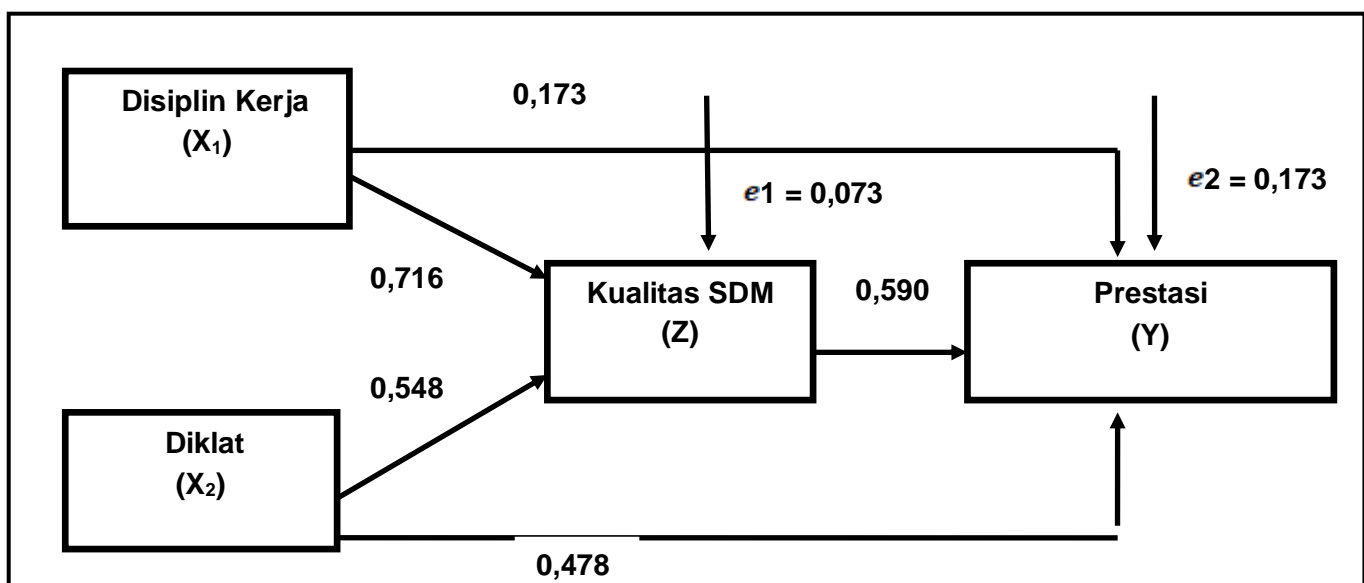 Disiplin Kerja
(X₁)
0,173
e1 = 0,073
e2 = 0,173
0,716
Kualitas SDM
(Z)
0,590
Prestasi
(Y)
0,548
Diklat
(X₂)
0,478